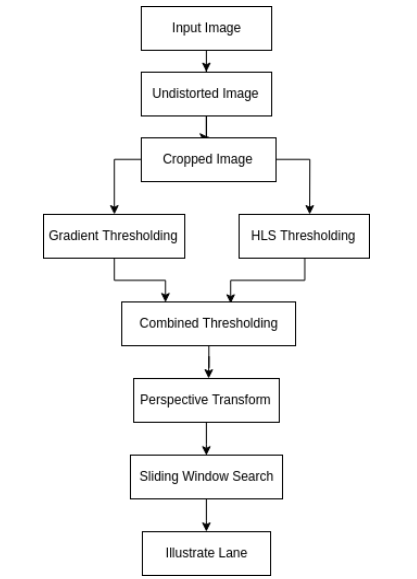 Input Image
Undistorted Image
Cropped Image
Gradient Thresholding
HLS Thresholding
Combined Thresholding
Perspective Transform
Sliding Window Search
Illustrate Lane